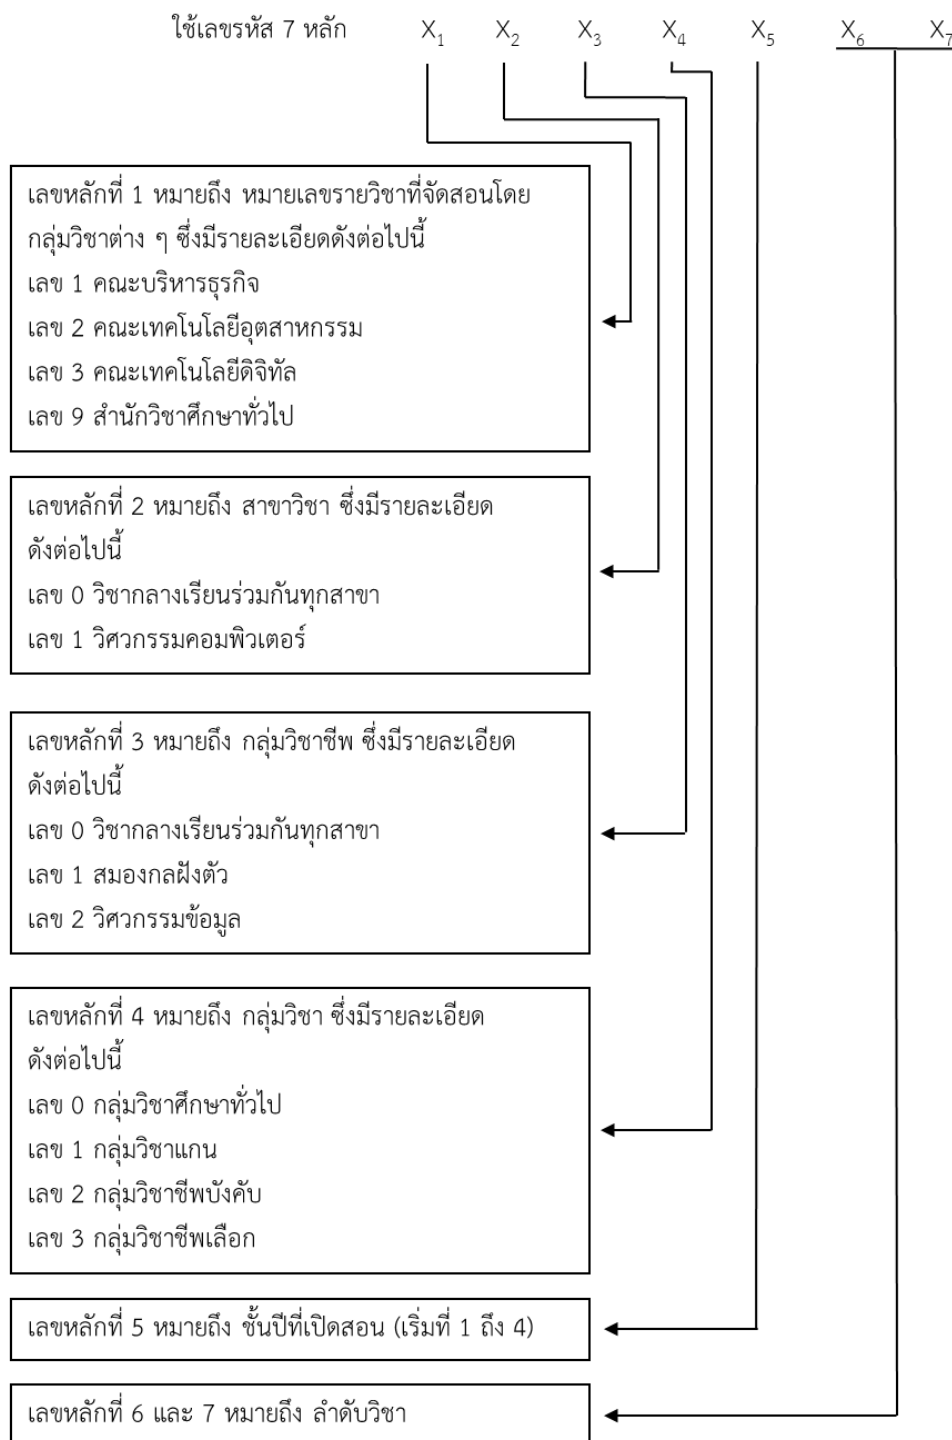 ใช้เลขรหัส 7 หลัก X₁ X₂ X₃ X₄ X₅ X₆ X₇
เลขหลักที่ 1 หมายถึง หมายเลขรายวิชาที่จัดสอนโดย
กลุ่มวิชาต่าง ๆ ซึ่งมีรายละเอียดดังต่อไปนี้
เลข 1 คณะบริหารธุรกิจ
เลข 2 คณะเทคโนโลยีอุตสาหกรรม
เลข 3 คณะเทคโนโลยีดิจิทัล
เลข 9 สำนักวิชาศึกษาทั่วไป
เลขหลักที่ 2 หมายถึง สาขาวิชา ซึ่งมีรายละเอียด
ดังต่อไปนี้
เลข 0 วิชากลางเรียนร่วมกันทุกสาขา
เลข 1 วิศวกรรมคอมพิวเตอร์
เลขหลักที่ 3 หมายถึง กลุ่มวิชาชีพ ซึ่งมีรายละเอียด
ดังต่อไปนี้
เลข 0 วิชากลางเรียนร่วมกันทุกสาขา
เลข 1 สมองกลฝังตัว
เลข 2 วิศวกรรมข้อมูล
เลขหลักที่ 4 หมายถึง กลุ่มวิชา ซึ่งมีรายละเอียด
ดังต่อไปนี้
เลข 0 กลุ่มวิชาศึกษาทั่วไป
เลข 1 กลุ่มวิชาแกน
เลข 2 กลุ่มวิชาชีพบังคับ
เลข 3 กลุ่มวิชาชีพเลือก
เลขหลักที่ 5 หมายถึง ชั้นปีที่เปิดสอน (เริ่มที่ 1 ถึง 4)
เลขหลักที่ 6 และ 7 หมายถึง ลำดับวิชา